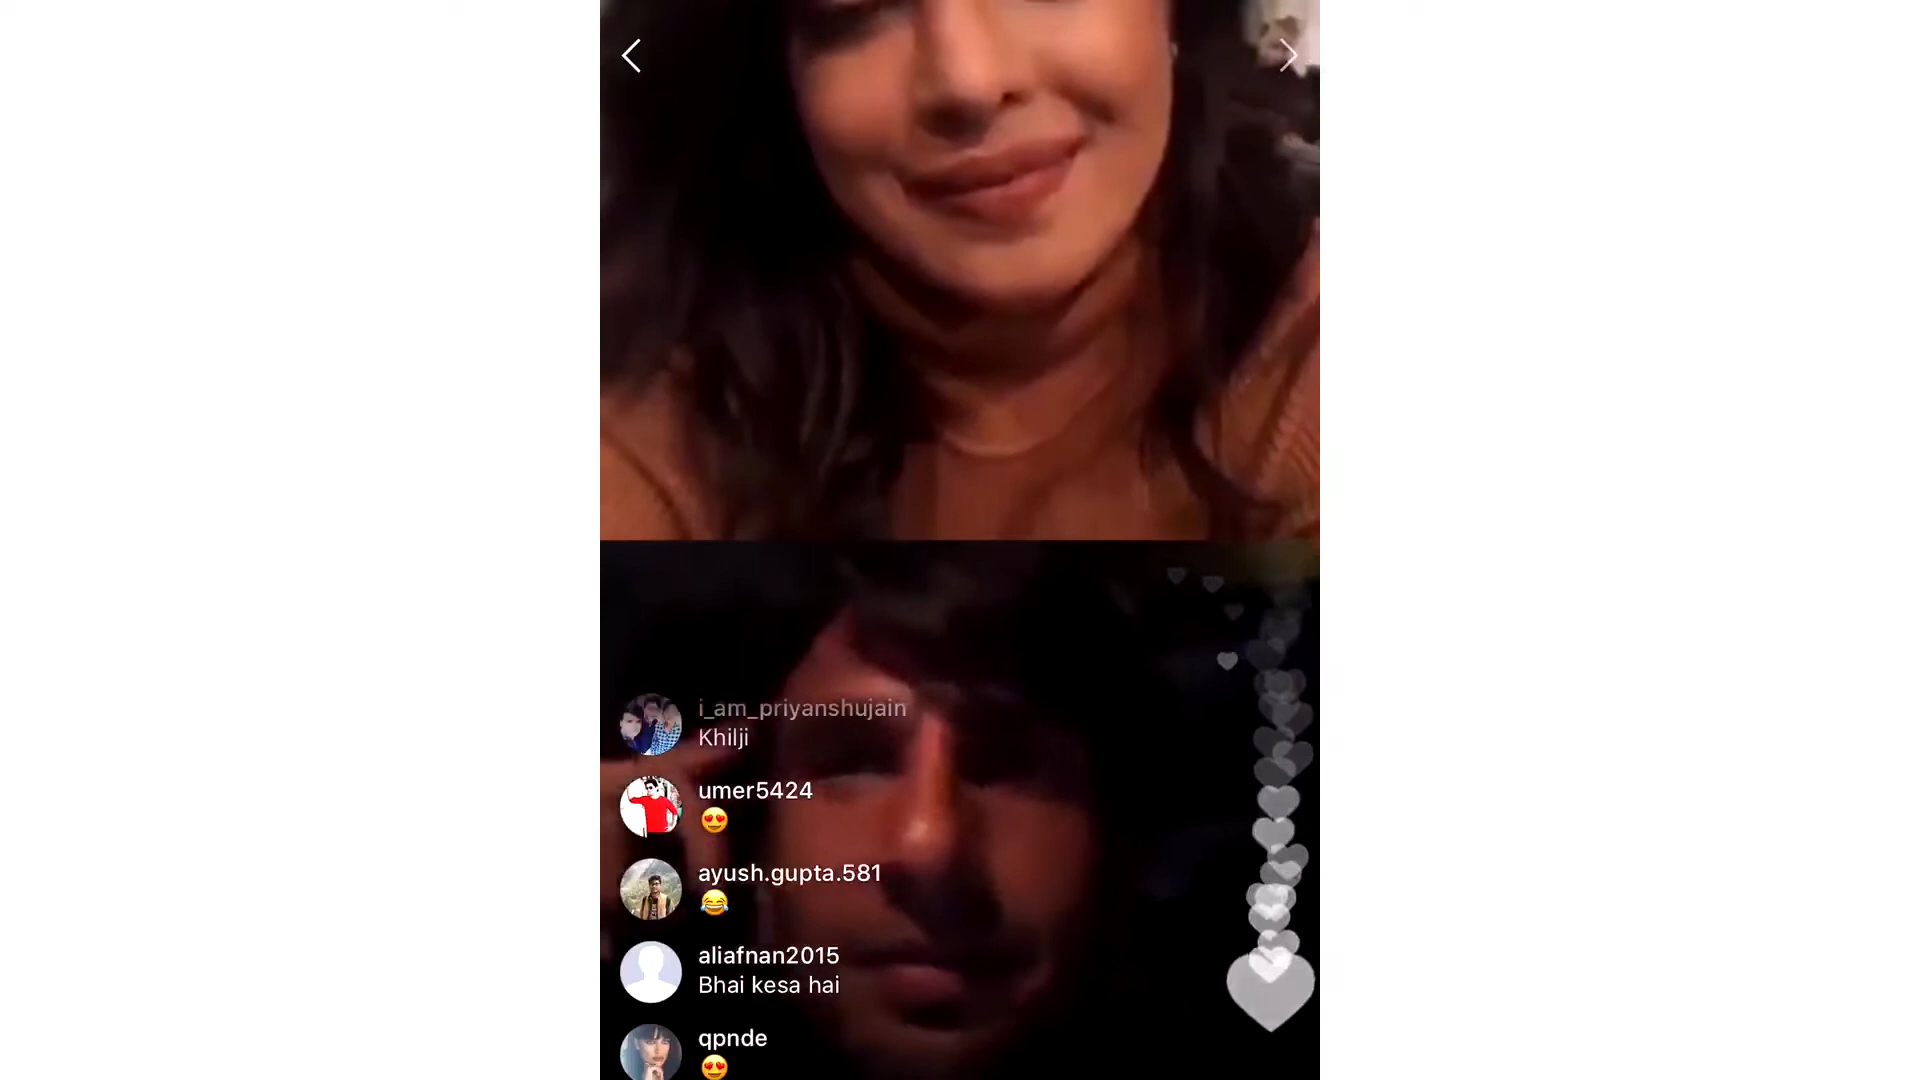 i_am_priyanshujain
Khilji
umer5424
😍
ayush.gupta.581
😂
aliafnan2015
Bhai kesa hai
qpnde
😍